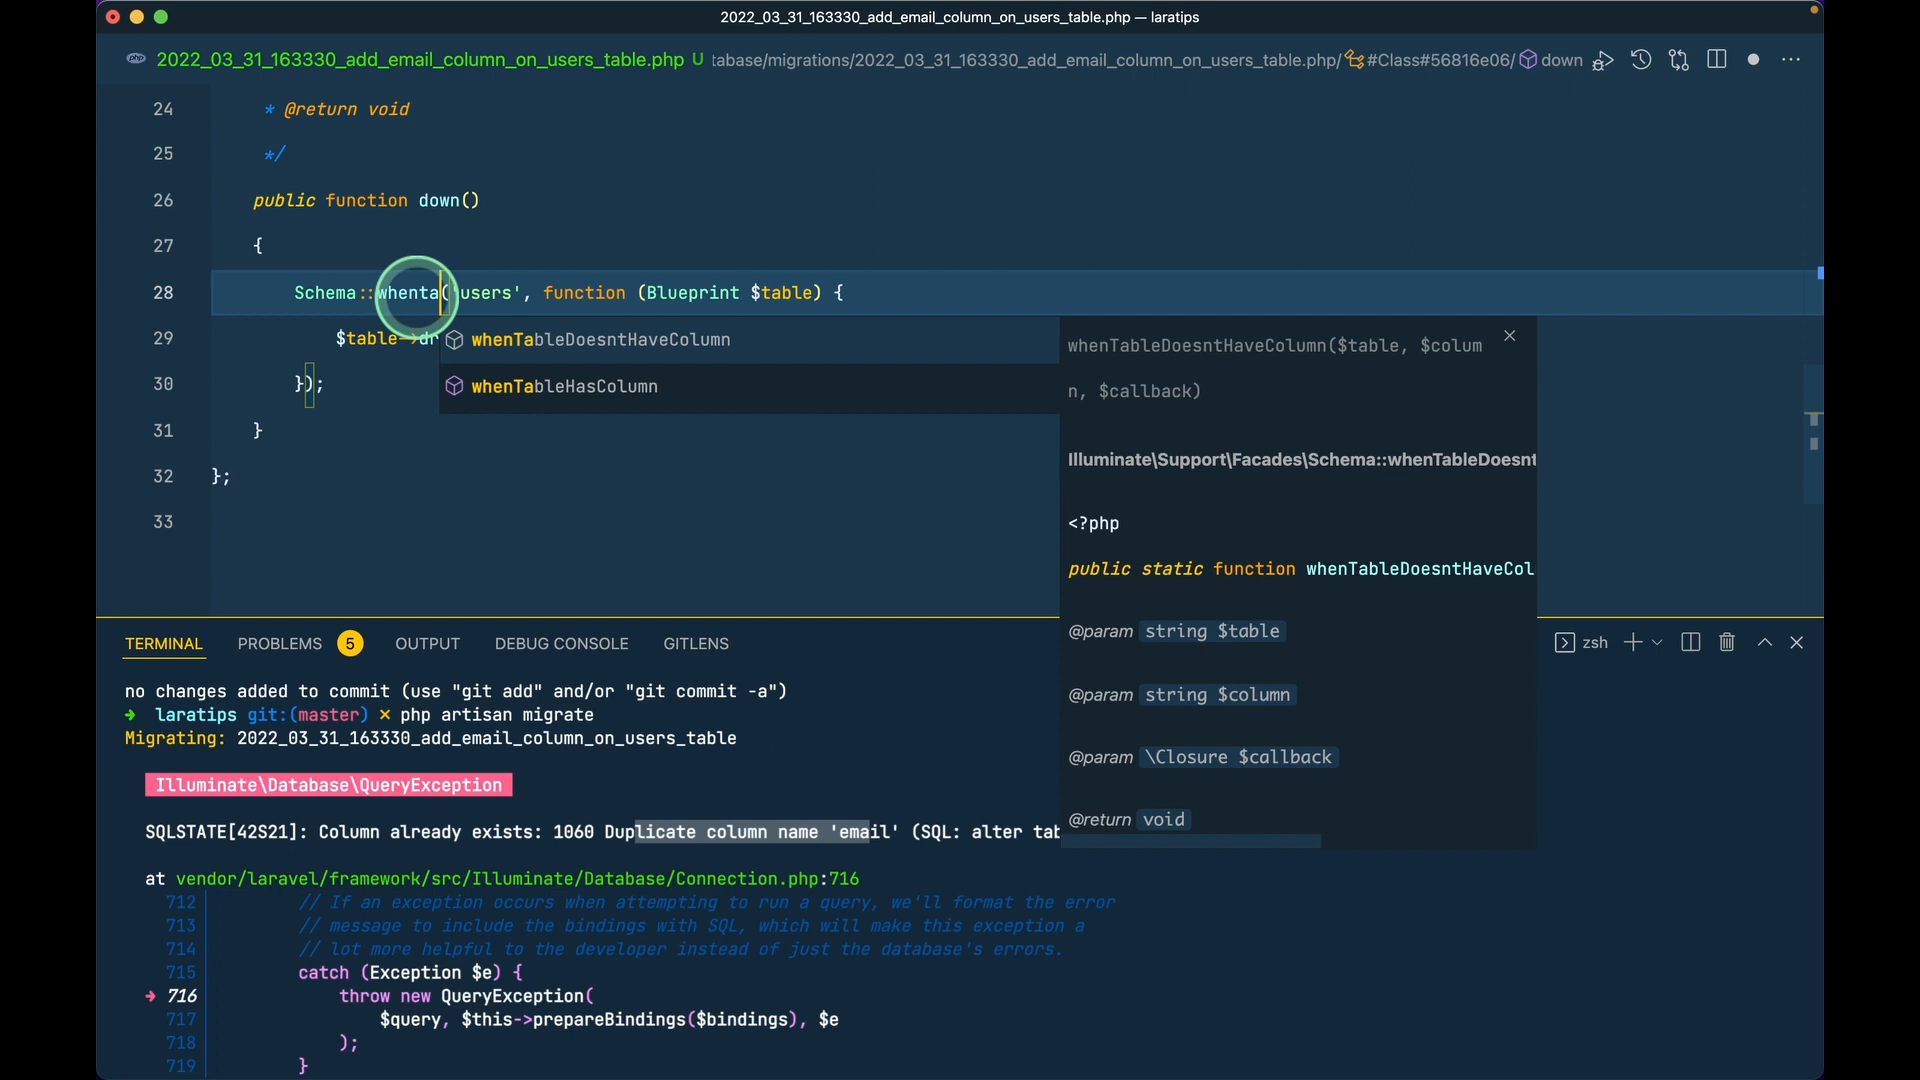 2022_03_31_163330_add_email_column_on_users_table.php — laratips
php 2022_03_31_163330_add_email_column_on_users_table.php U tabase/migrations/2022_03_31_163330_add_email_column_on_users_table.php/ #Class#56816e06/ down
24 * @return void
25 */
26 public function down()
27 {
28 Schema::whenta('users', function (Blueprint $table) {
29 $table->dr
30 });
31 }
32 };
33
whenTableDoesntHaveColumn
whenTableHasColumn
whenTableDoesntHaveColumn($table, $colum
n, $callback)
Illuminate\Support\Facades\Schema::whenTableDoesnt
<?php
public static function whenTableDoesntHaveCol
@param string $table
@param string $column
@param \Closure $callback
@return void
TERMINAL PROBLEMS 5 OUTPUT DEBUG CONSOLE GITLENS zsh
no changes added to commit (use "git add" and/or "git commit -a")
➜ laratips git:(master) ✗ php artisan migrate
Migrating: 2022_03_31_163330_add_email_column_on_users_table
Illuminate\Database\QueryException
SQLSTATE[42S21]: Column already exists: 1060 Duplicate column name 'email' (SQL: alter tab
at vendor/laravel/framework/src/Illuminate/Database/Connection.php:716
712 // If an exception occurs when attempting to run a query, we'll format the error
713 // message to include the bindings with SQL, which will make this exception a
714 // lot more helpful to the developer instead of just the database's errors.
715 catch (Exception $e) {
➜ 716 throw new QueryException(
717 $query, $this->prepareBindings($bindings), $e
718 );
719 }